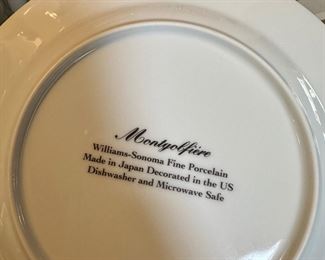 Montgolfière
Williams-Sonoma Fine Porcelain
Made in Japan Decorated in the US
Dishwasher and Microwave Safe